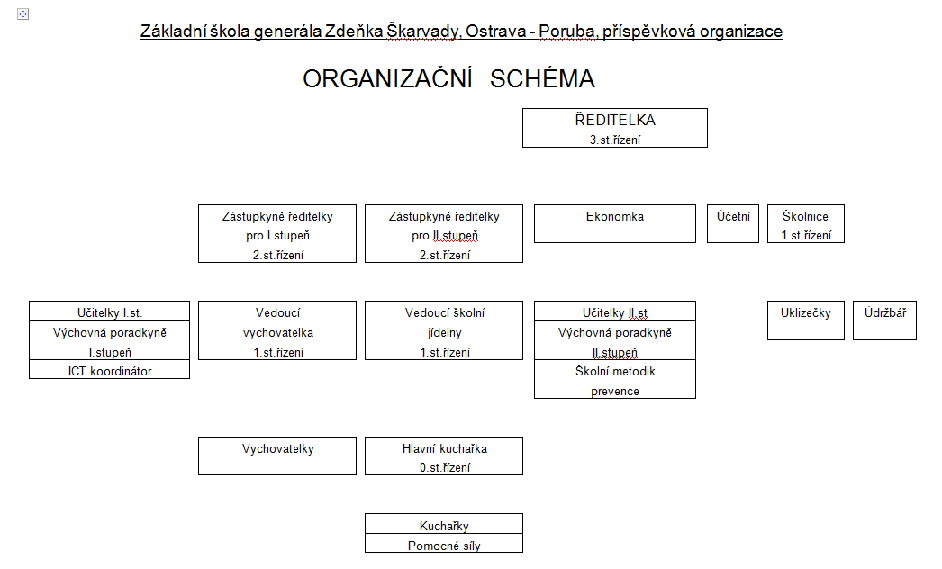 Základní škola generála Zdeňka Škarvady, Ostrava - Poruba, příspěvková organizace
ORGANIZAČNÍ SCHÉMA
ŘEDITELKA
3.st.řízení
Zástupkyně ředitelky
pro I.stupeň
2.st.řízení
Zástupkyně ředitelky
pro II.stupeň
2.st.řízení
Ekonomka
Účetní
Školnice
1.st.řízení
Učitelky I.st.
Výchovná poradkyně
I.stupeň
ICT koordinátor
Vedoucí
vychovatelka
1.st.řízení
Vedoucí školní
jídelny
1.st.řízení
Učitelky II.st
Výchovná poradkyně
II.stupeň
Školní metodik
prevence
Uklizečky
Údržbář
Vychovatelky
Hlavní kuchařka
0.st.řízení
Kuchařky
Pomocné síly